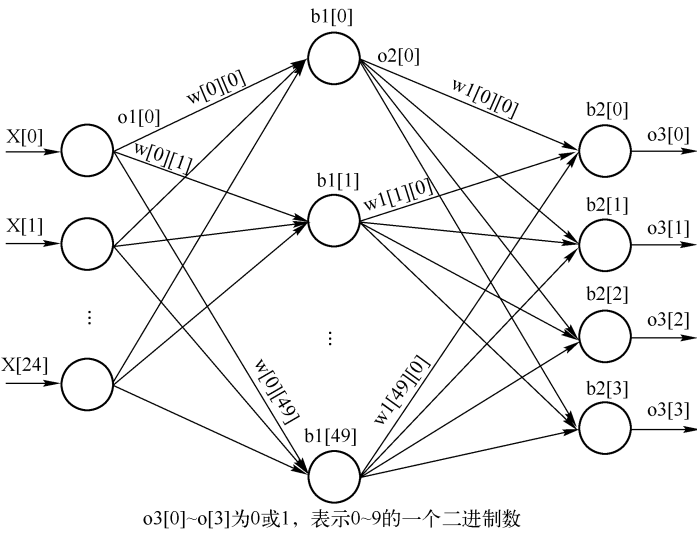 b1[0]
o2[0]
w[0][0]
w1[0][0]
b2[0]
o1[0]
X[0]
o3[0]
w[0][1]
b1[1]
w1[1][0]
b2[1]
X[1]
o3[1]
b2[2]
⋮
o3[2]
⋮
X[24]
w[0][49]
w1[49][0]
b2[3]
o3[3]
b1[49]
o3[0]~o[3]为0或1，表示0~9的一个二进制数